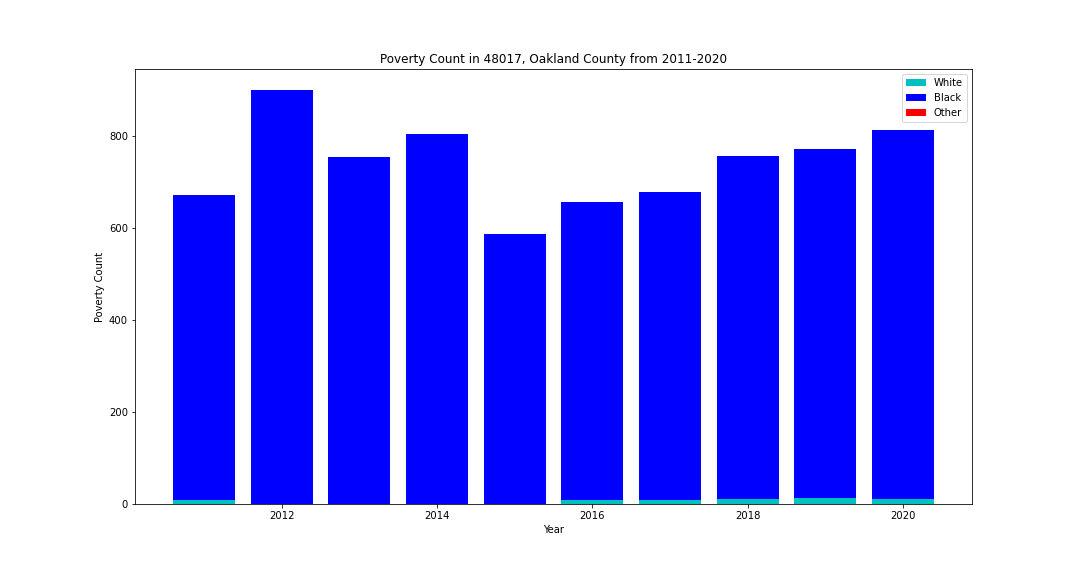 Poverty Count in 48017, Oakland County from 2011-2020
White
Black
Other
800
600
400
200
0
Poverty Count
2012 2014 2016 2018 2020
Year